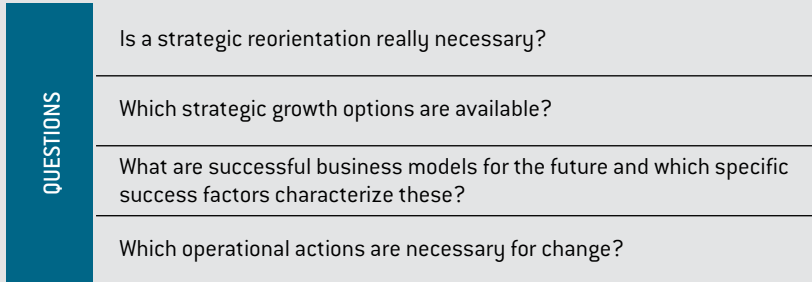 QUESTIONS
Is a strategic reorientation really necessary?
Which strategic growth options are available?
What are successful business models for the future and which specific
success factors characterize these?
Which operational actions are necessary for change?